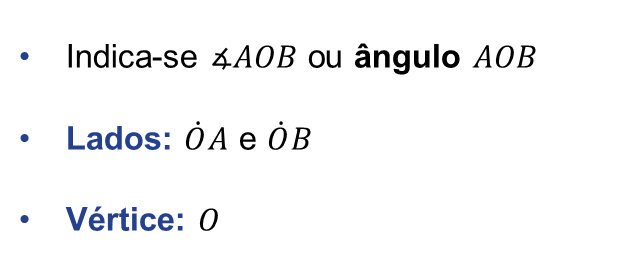 • Indica-se ∡AOB ou ângulo AOB
• Lados: ȮA e ȮB
• Vértice: O